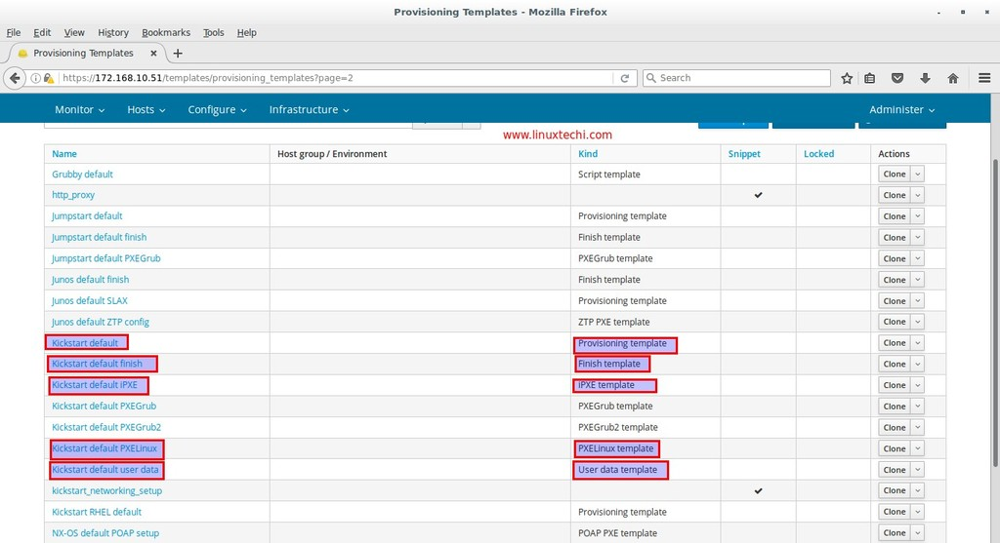 Provisioning Templates - Mozilla Firefox
File Edit View History Bookmarks Tools Help
Provisioning Templates
https://172.168.10.51/templates/provisioning_templates?page=2 Search
Monitor Hosts Configure Infrastructure Administer
www.linuxtechi.com
Name Host group / Environment Kind Snippet Locked Actions
Grubby default Script template Clone
http_proxy Clone
Jumpstart default Provisioning template Clone
Jumpstart default finish Finish template Clone
Jumpstart default PXEGrub PXEGrub template Clone
Junos default finish Finish template Clone
Junos default SLAX Provisioning template Clone
Junos default ZTP config ZTP PXE template Clone
Kickstart default Provisioning template Clone
Kickstart default finish Finish template Clone
Kickstart default iPXE iPXE template Clone
Kickstart default PXEGrub PXEGrub template Clone
Kickstart default PXEGrub2 PXEGrub2 template Clone
Kickstart default PXELinux PXELinux template Clone
Kickstart default user data User data template Clone
kickstart_networking_setup Clone
Kickstart RHEL default Provisioning template Clone
NX-OS default POAP setup POAP PXE template Clone